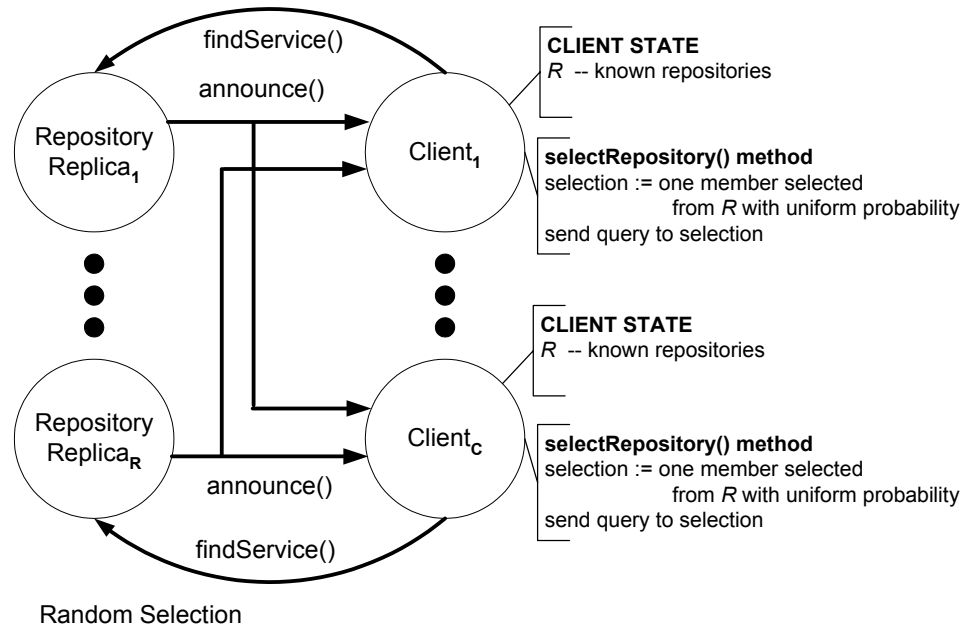 findService()
CLIENT STATE
R -- known repositories
announce()
Repository
Replica1
Client1
selectRepository() method
selection := one member selected
from R with uniform probability
send query to selection
CLIENT STATE
R -- known repositories
Repository
ReplicaR
ClientC
selectRepository() method
selection := one member selected
from R with uniform probability
send query to selection
announce()
findService()
Random Selection